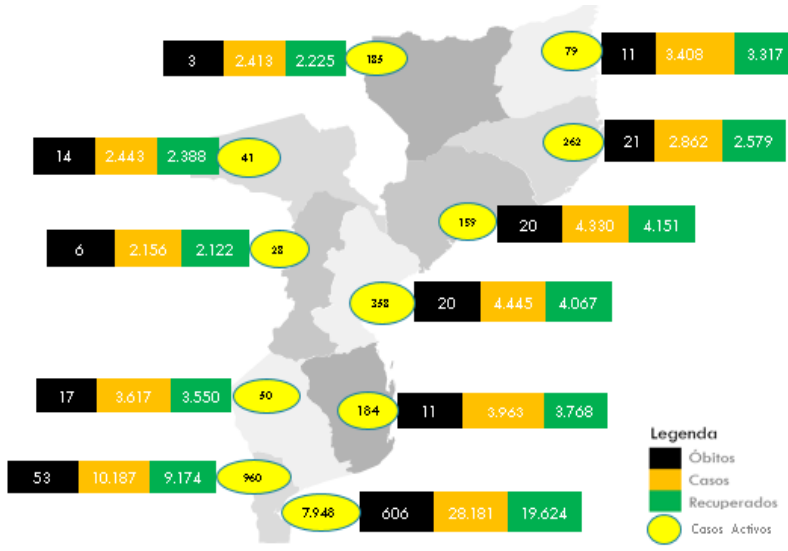 3 2.413 2.225 185
79 11 3.408 3.317
14 2.443 2.388 41
262 21 2.862 2.579
6 2.156 2.122 28
159 20 4.330 4.151
358 20 4.445 4.067
17 3.617 3.550 50
184 11 3.963 3.768
53 10.187 9.174 960
7.948 606 28.181 19.624
Legenda
Óbitos
Casos
Recuperados
Casos Activos